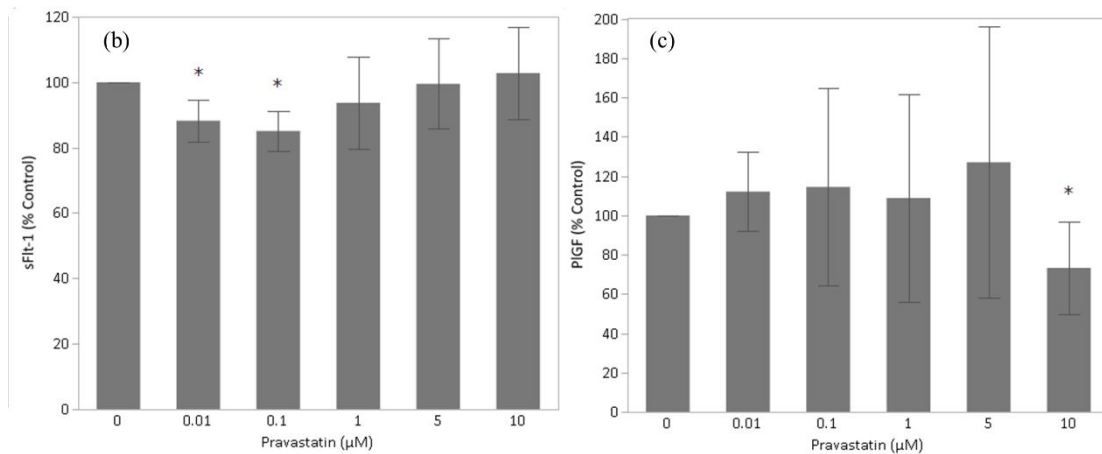 (b)
120
100
80
60
40
20
0
sFlt-1 (% Control)
* *
0 0.01 0.1 1 5 10
Pravastatin (µM)
(c)
200
180
160
140
120
100
80
60
40
20
0
PlGF (% Control)
*
0 0.01 0.1 1 5 10
Pravastatin (µM)